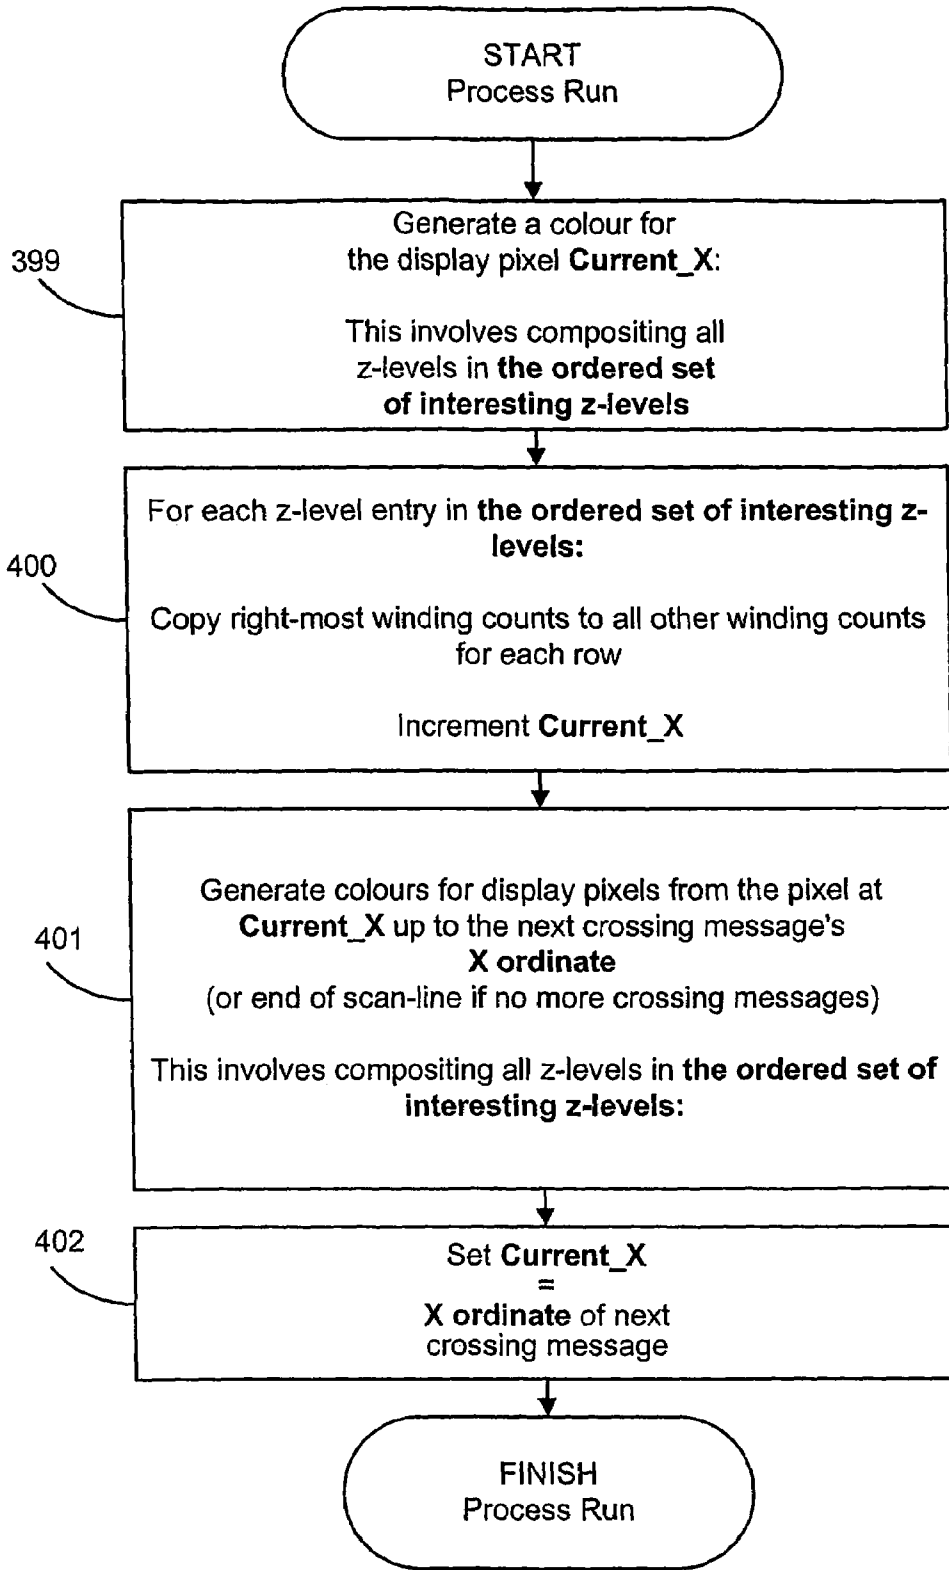 START
Process Run
399
Generate a colour for
the display pixel Current_X:
This involves compositing all
z-levels in the ordered set
of interesting z-levels
400
For each z-level entry in the ordered set of interesting z-
levels:
Copy right-most winding counts to all other winding counts
for each row
Increment Current_X
401
Generate colours for display pixels from the pixel at
Current_X up to the next crossing message's
X ordinate
(or end of scan-line if no more crossing messages)
This involves compositing all z-levels in the ordered set of
interesting z-levels:
402
Set Current_X
=
X ordinate of next
crossing message
FINISH
Process Run